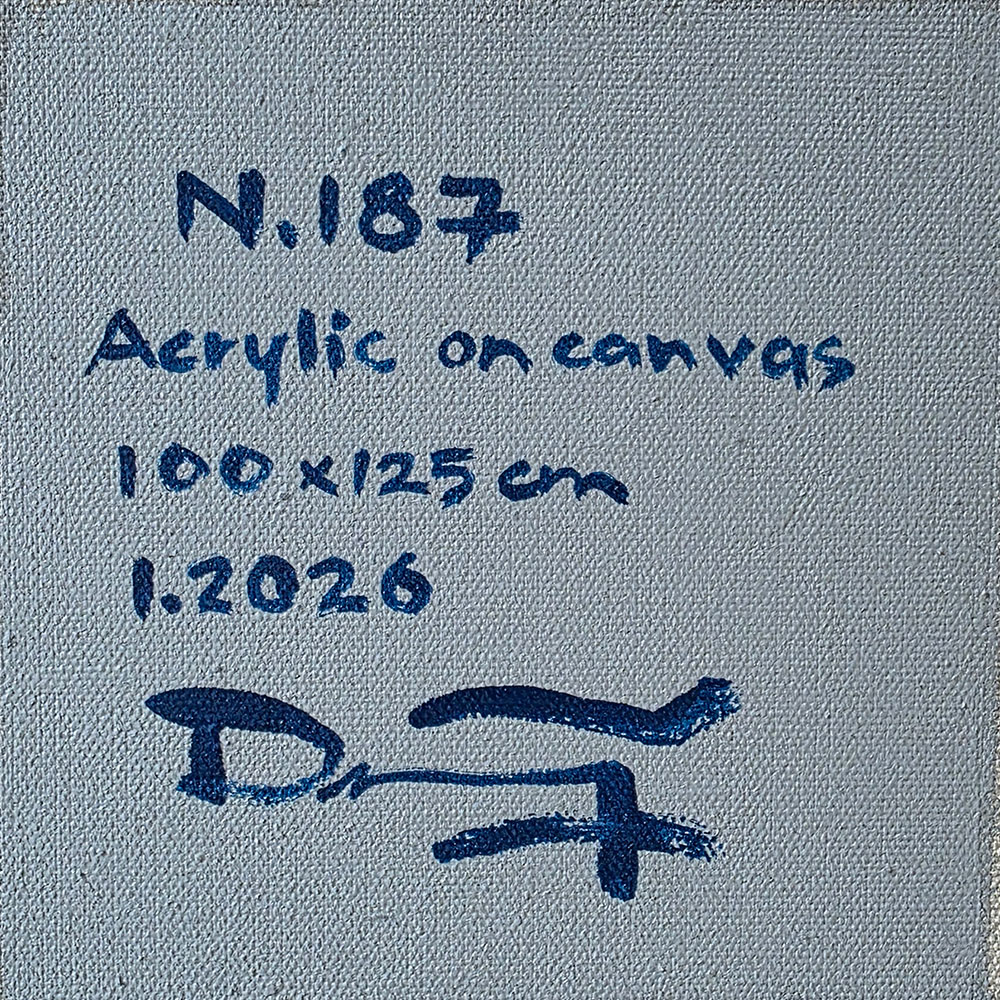 N.187
Acrylic on canvas
100 x 125 cm
1.2026